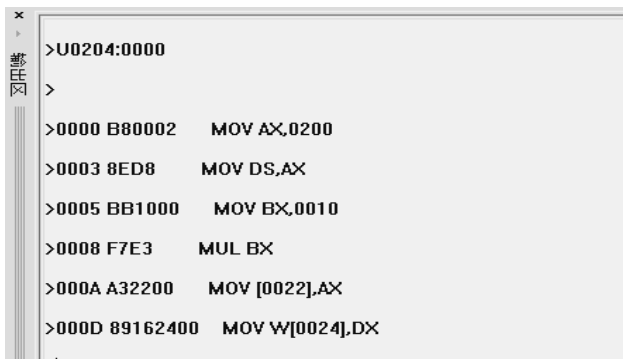 >U0204:0000
>
>0000 B80002 MOV AX,0200
>0003 8ED8 MOV DS,AX
>0005 BB1000 MOV BX,0010
>0008 F7E3 MUL BX
>000A A32200 MOV [0022],AX
>000D 89162400 MOV W[0024],DX